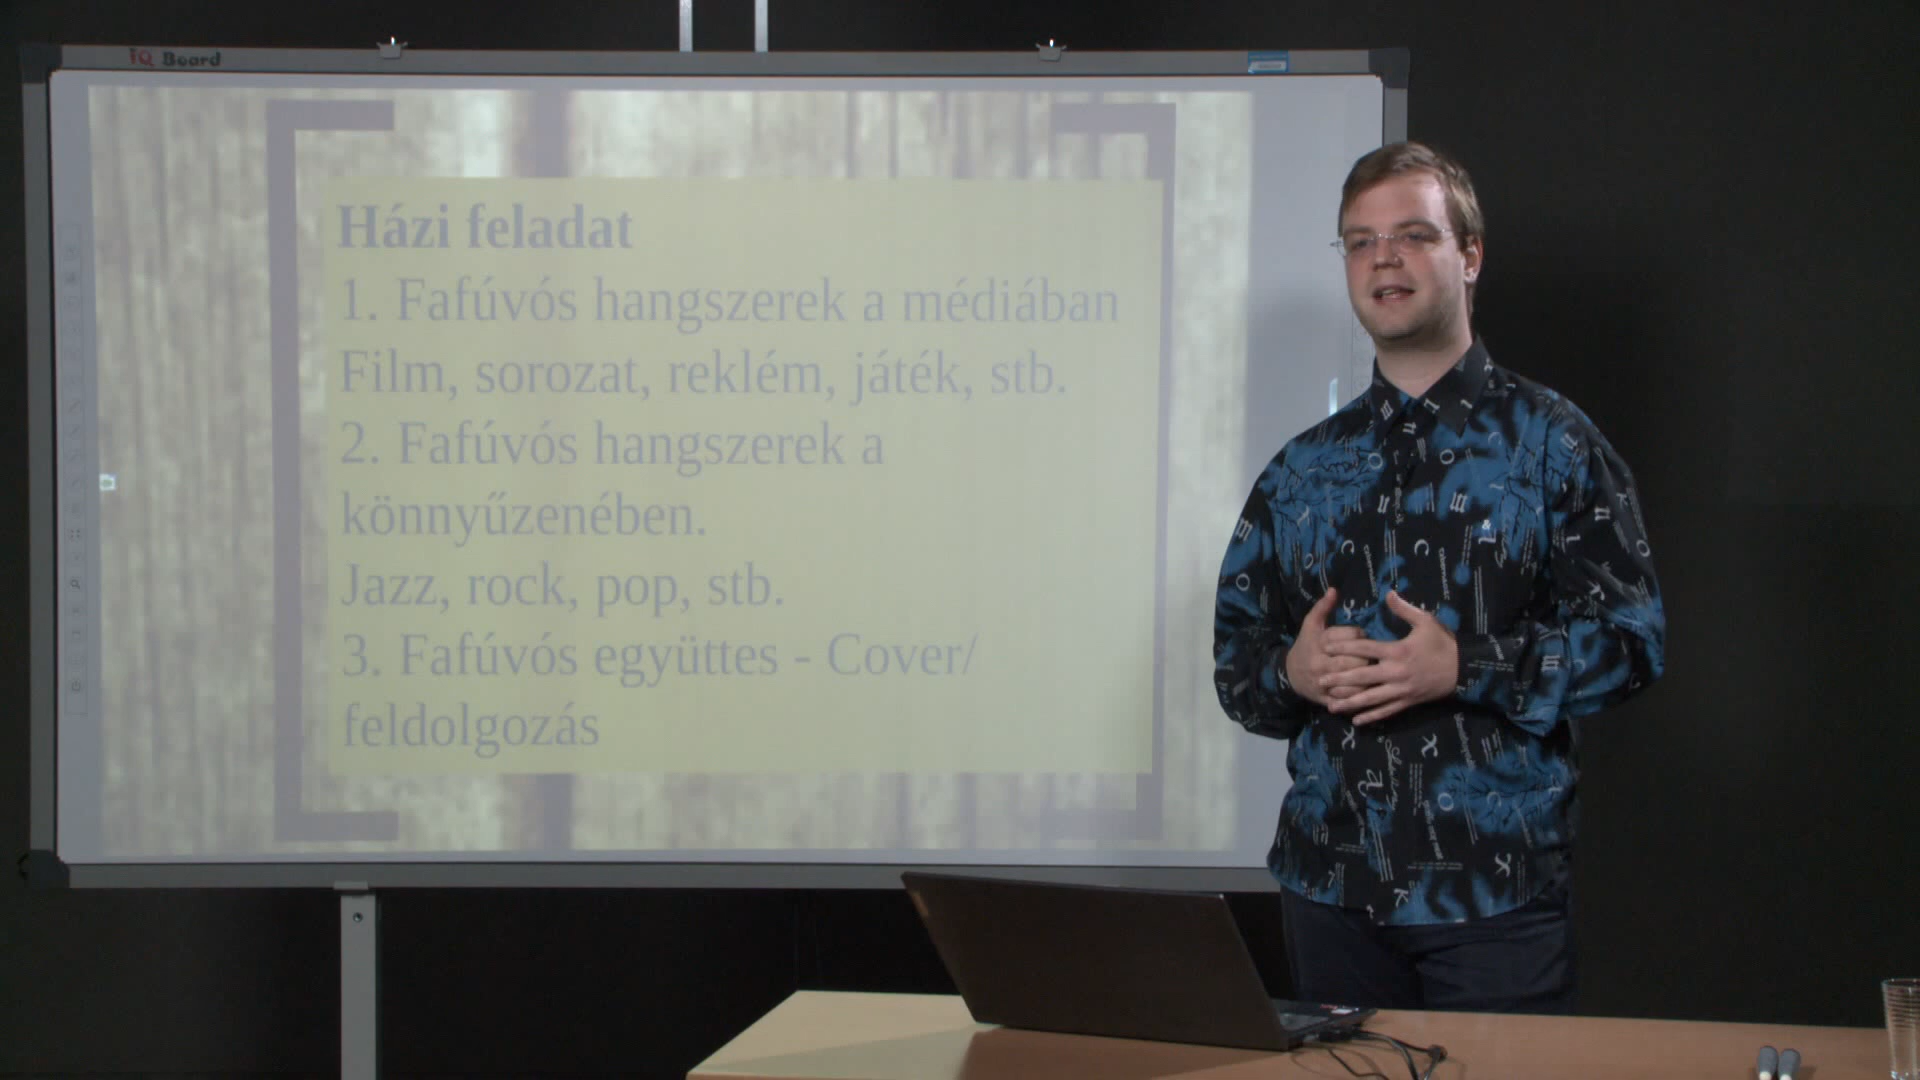 iQ Board
Házi feladat
1. Fafúvós hangszerek a médiában
Film, sorozat, reklém, játék, stb.
2. Fafúvós hangszerek a
könnyűzenében.
Jazz, rock, pop, stb.
3. Fafúvós együttes - Cover/
feldolgozás